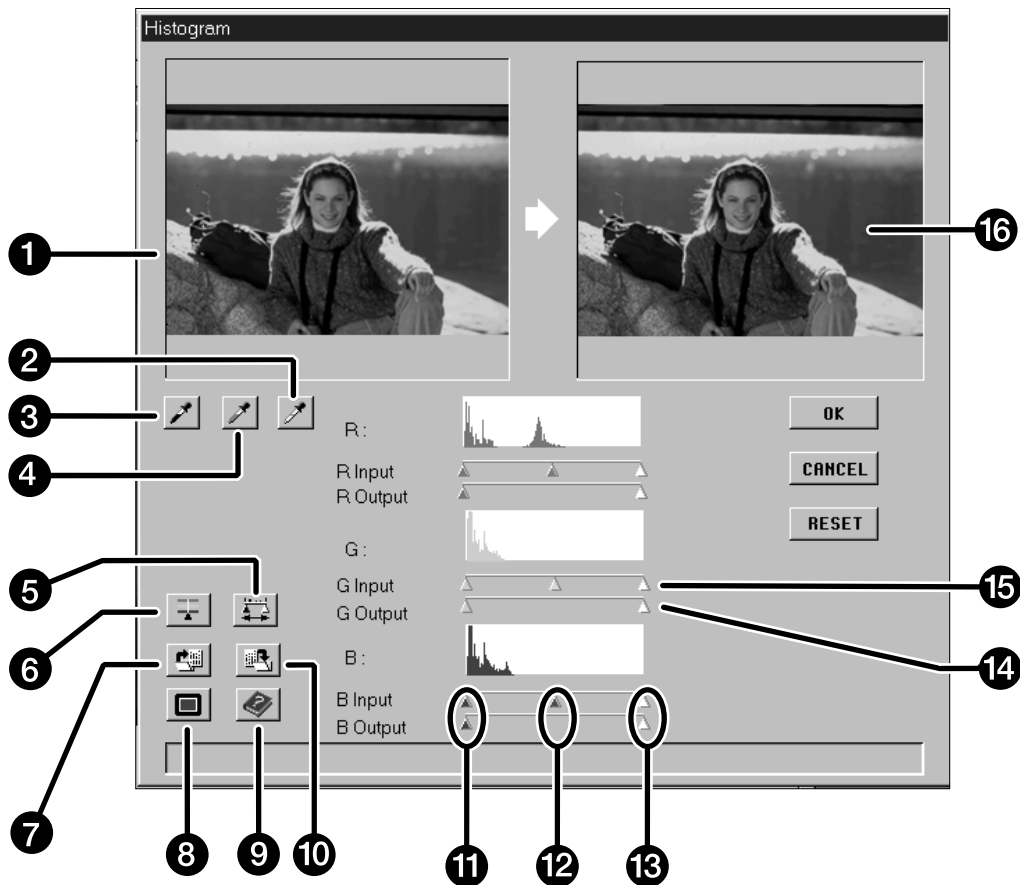 Histogram
1
16
2
3
4
R :
OK
R Input
CANCEL
R Output
RESET
G :
5
G Input
15
G Output
6
14
B :
7
B Input
B Output
?
8
9
10
11
12
13